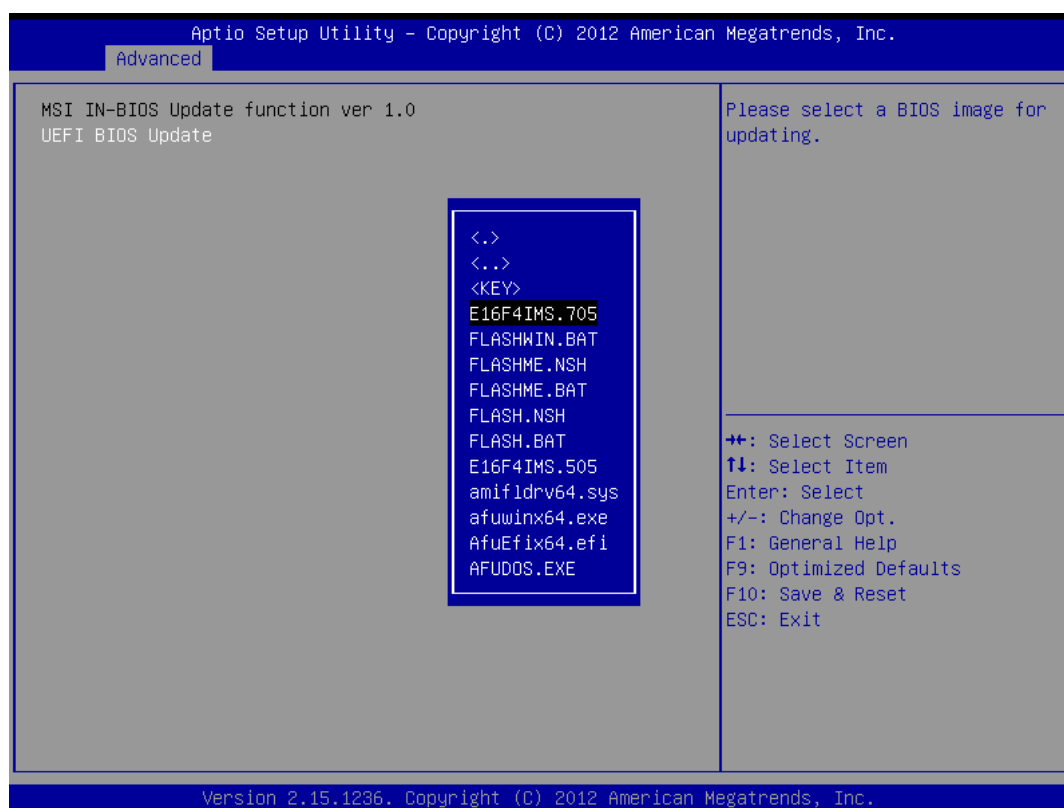 Aptio Setup Utility – Copyright (C) 2012 American Megatrends, Inc.
Advanced
MSI IN-BIOS Update function ver 1.0
UEFI BIOS Update
Please select a BIOS image for
updating.
<.>
<..>
<KEY>
E16F4IMS.705
FLASHWIN.BAT
FLASHME.NSH
FLASHME.BAT
FLASH.NSH
FLASH.BAT
E16F4IMS.505
amifldrv64.sys
afuwinx64.exe
AfuEfix64.efi
AFUDOS.EXE
→←: Select Screen
↑↓: Select Item
Enter: Select
+/-: Change Opt.
F1: General Help
F9: Optimized Defaults
F10: Save & Reset
ESC: Exit
Version 2.15.1236. Copyright (C) 2012 American Megatrends, Inc.